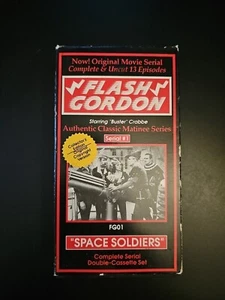 Now! Original Movie Serial
Complete & Uncut 13 Episodes
FLASH
GORDON
Starring "Buster" Crabbe
Authentic Classic Matinee Series
Serial #1
FG01
"SPACE SOLDIERS"
Complete Serial
Double-Cassette Set